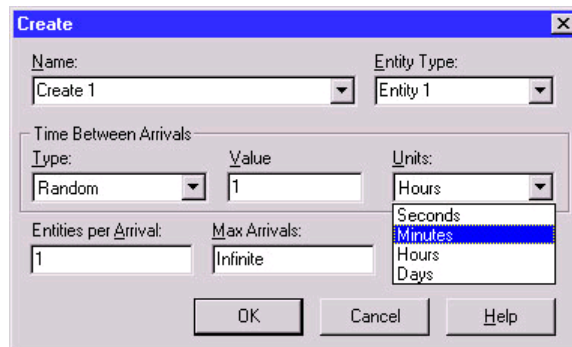 Create
Name:
Entity Type:
Create 1
Entity 1
Time Between Arrivals
Type:
Value
Units:
Random
1
Hours
Seconds
Minutes
Hours
Days
Entities per Arrival:
Max Arrivals:
1
Infinite
OK
Cancel
Help